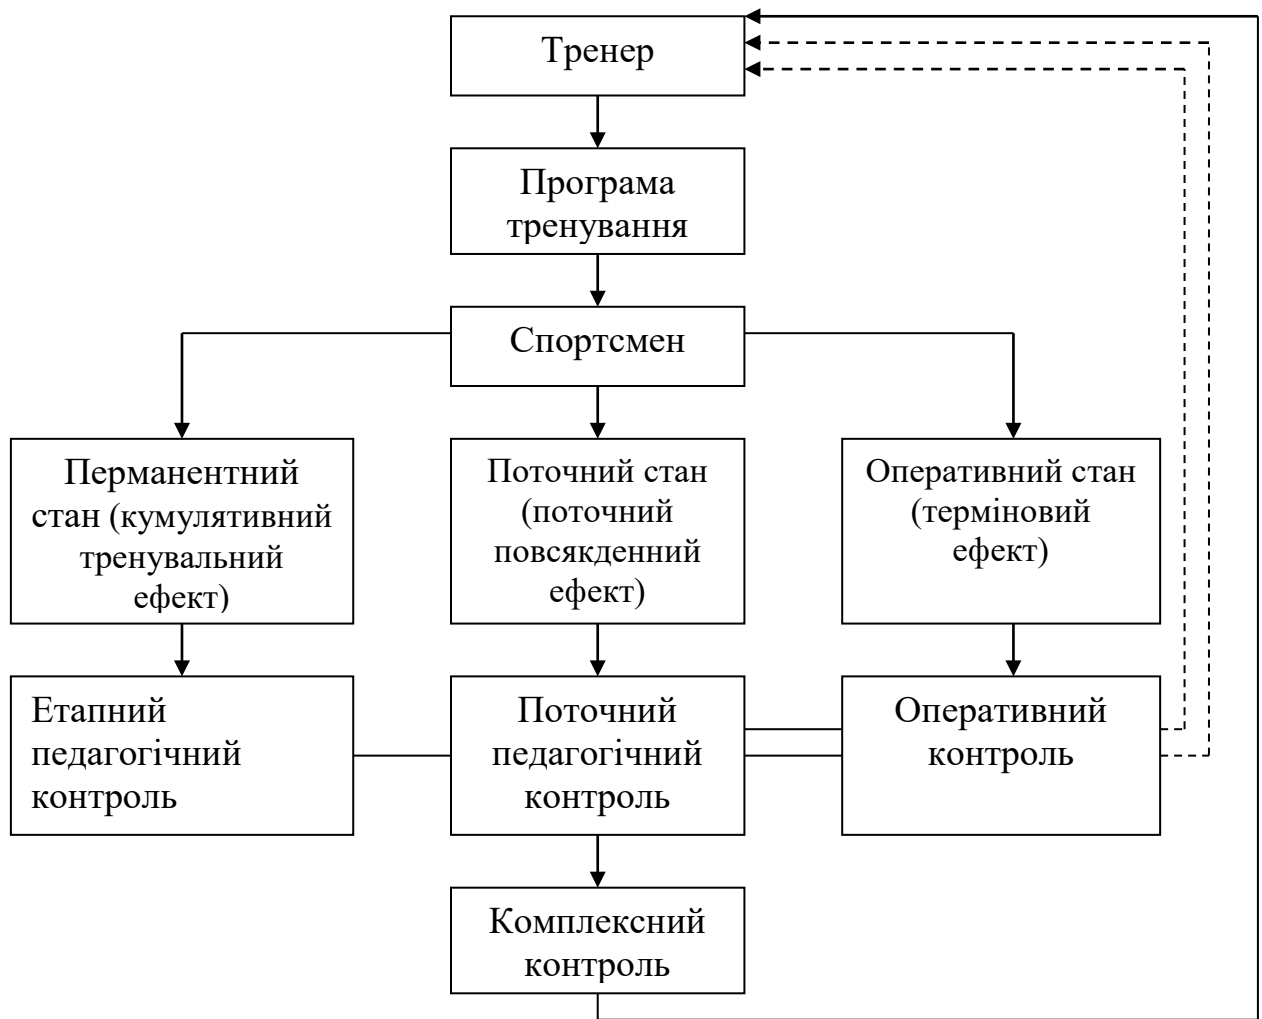 Тренер
Програма
тренування
Спортсмен
Перманентний
стан (кумулятивний
тренувальний
ефект)
Поточний стан
(поточний
повсякденний
ефект)
Оперативний стан
(терміновий
ефект)
Етапний
педагогічний
контроль
Поточний
педагогічний
контроль
Оперативний
контроль
Комплексний
контроль